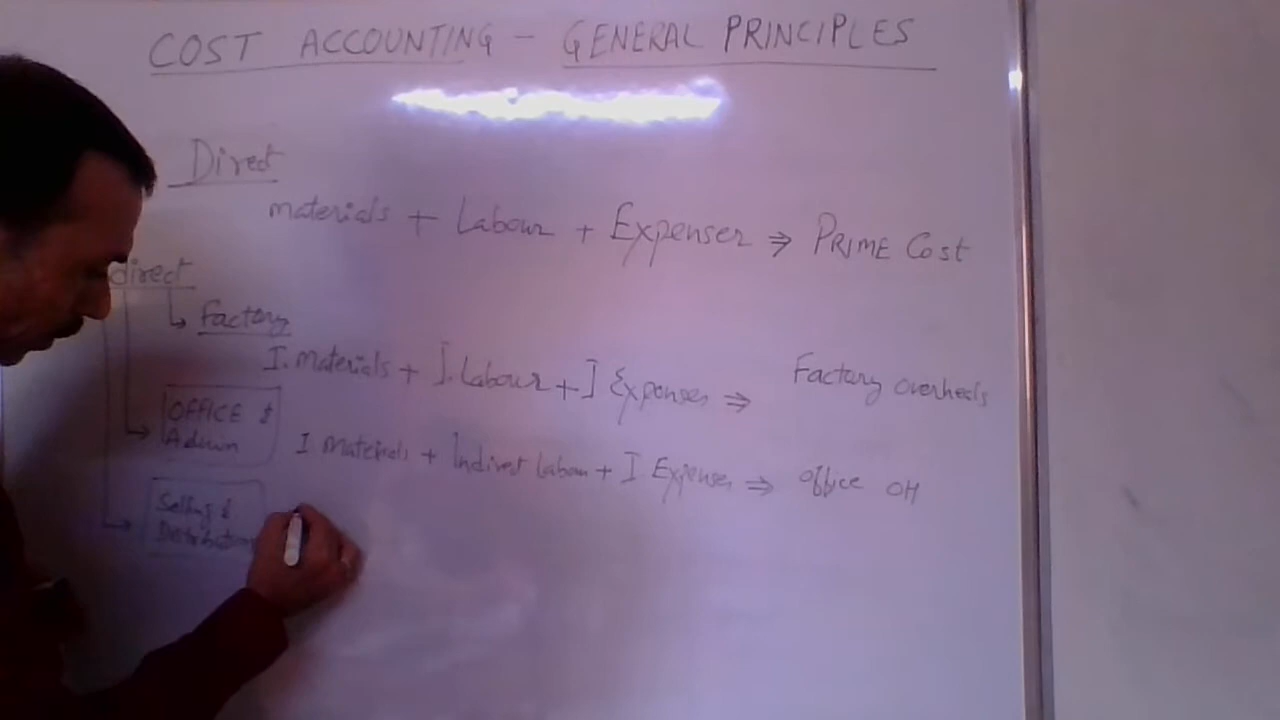 COST ACCOUNTING - GENERAL PRINCIPLES
Direct
materials + Labour + Expenses ⇒ PRIME Cost
direct
Factory
I. materials + I. Labour + I Expenses ⇒ Factory overheads
OFFICE &
Admin
I Materials + Indirect Labour + I Expenses ⇒ Office OH
Selling &
Distribution